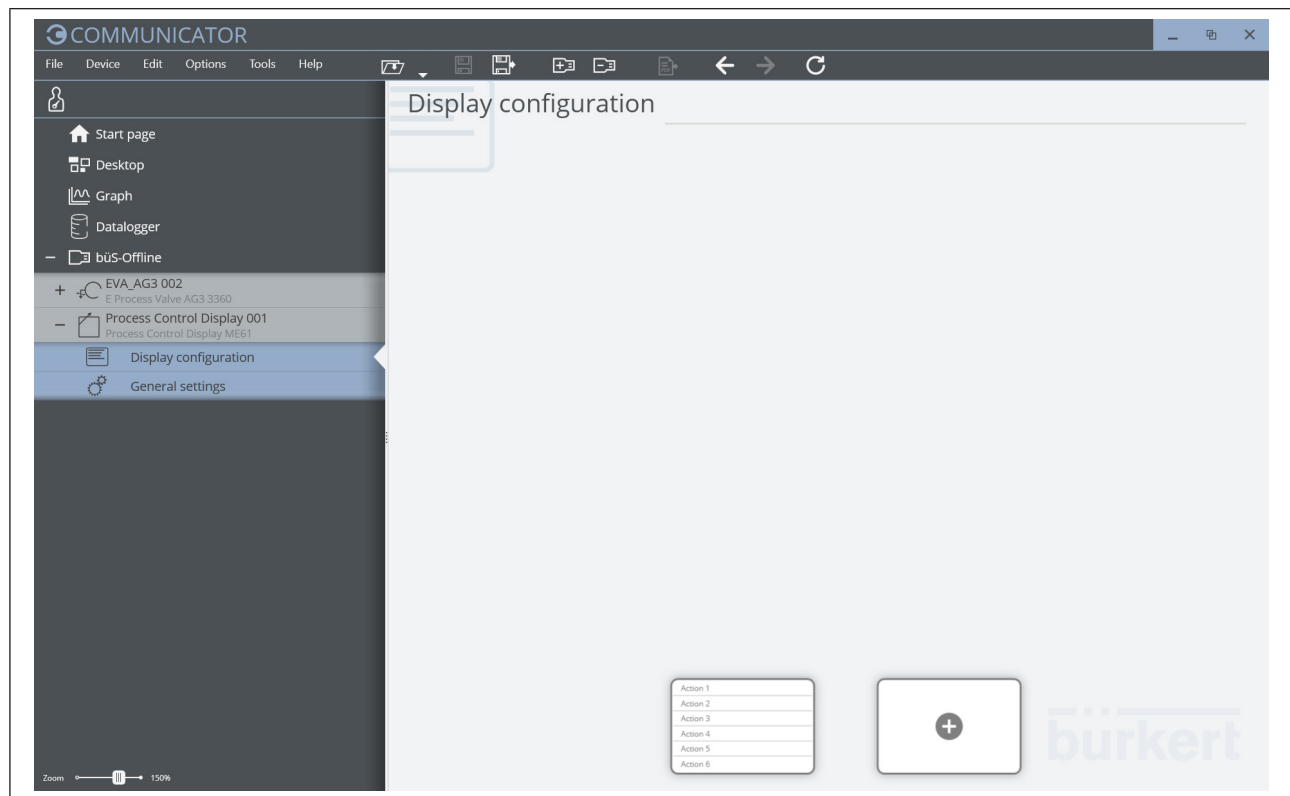 COMMUNICATOR
File Device Edit Options Tools Help
PDF
Display configuration
Start page
Desktop
Graph
Datalogger
büS-Offline
EVA_AG3 002
E Process Valve AG3 3360
Process Control Display 001
Process Control Display ME61
Display configuration
General settings
Action 1
Action 2
Action 3
Action 4
Action 5
Action 6
burkert
Zoom 150%